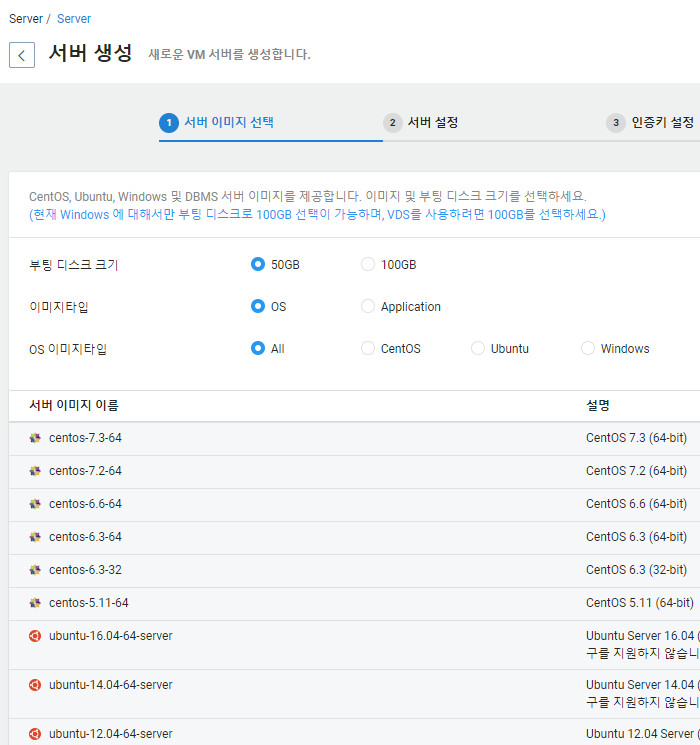 Server / Server
< 서버 생성 새로운 VM 서버를 생성합니다.
1 서버 이미지 선택 2 서버 설정 3 인증키 설정
CentOS, Ubuntu, Windows 및 DBMS 서버 이미지를 제공합니다. 이미지 및 부팅 디스크 크기를 선택하세요.
(현재 Windows 에 대해서만 부팅 디스크로 100GB 선택이 가능하며, VDS를 사용하려면 100GB를 선택하세요.)
부팅 디스크 크기 50GB 100GB
이미지타입 OS Application
OS 이미지타입 All CentOS Ubuntu Windows
서버 이미지 이름 설명
centos-7.3-64 CentOS 7.3 (64-bit)
centos-7.2-64 CentOS 7.2 (64-bit)
centos-6.6-64 CentOS 6.6 (64-bit)
centos-6.3-64 CentOS 6.3 (64-bit)
centos-6.3-32 CentOS 6.3 (32-bit)
centos-5.11-64 CentOS 5.11 (64-bit)
ubuntu-16.04-64-server Ubuntu Server 16.04 (
구를 지원하지 않습니
ubuntu-14.04-64-server Ubuntu Server 14.04 (
구를 지원하지 않습니
ubuntu-12.04-64-server Ubuntu 12.04 Server (